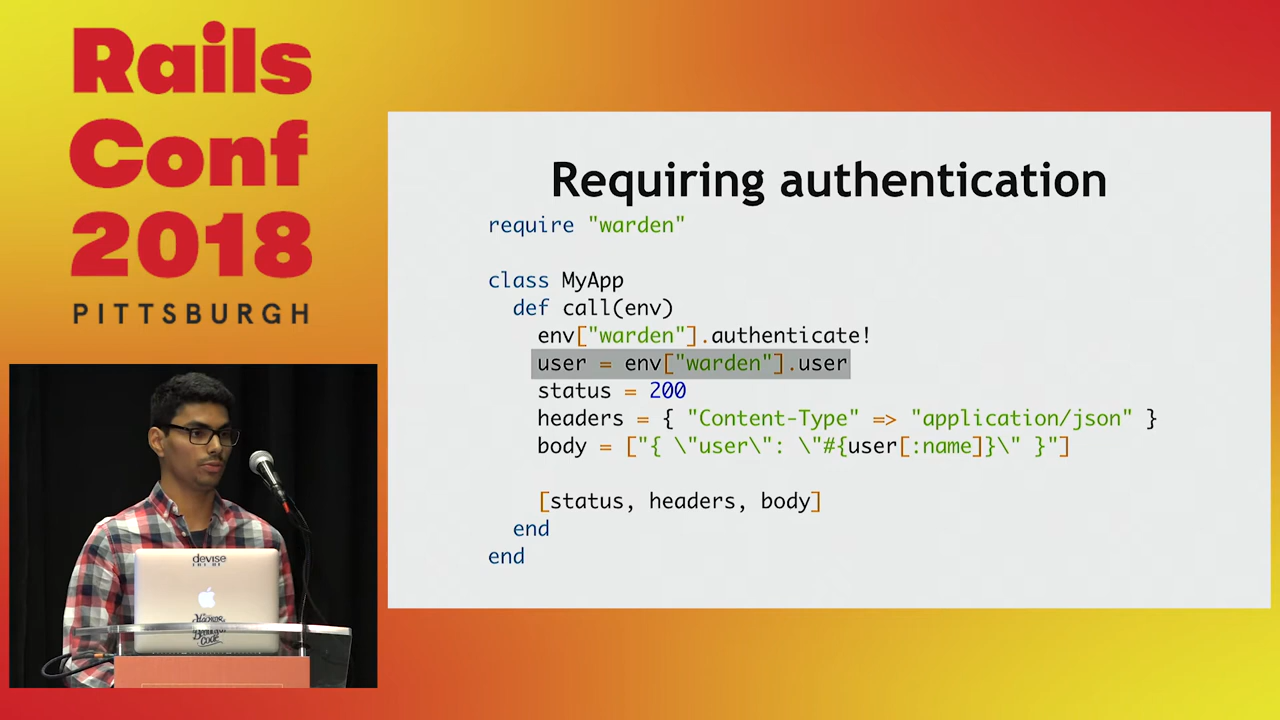 Rails
Conf
2018
PITTSBURGH
Requiring authentication
require "warden"
class MyApp
def call(env)
env["warden"].authenticate!
user = env["warden"].user
status = 200
headers = { "Content-Type" => "application/json" }
body = ["{ \"user\": \"#{user[:name]}\" }"]
[status, headers, body]
end
end
devise